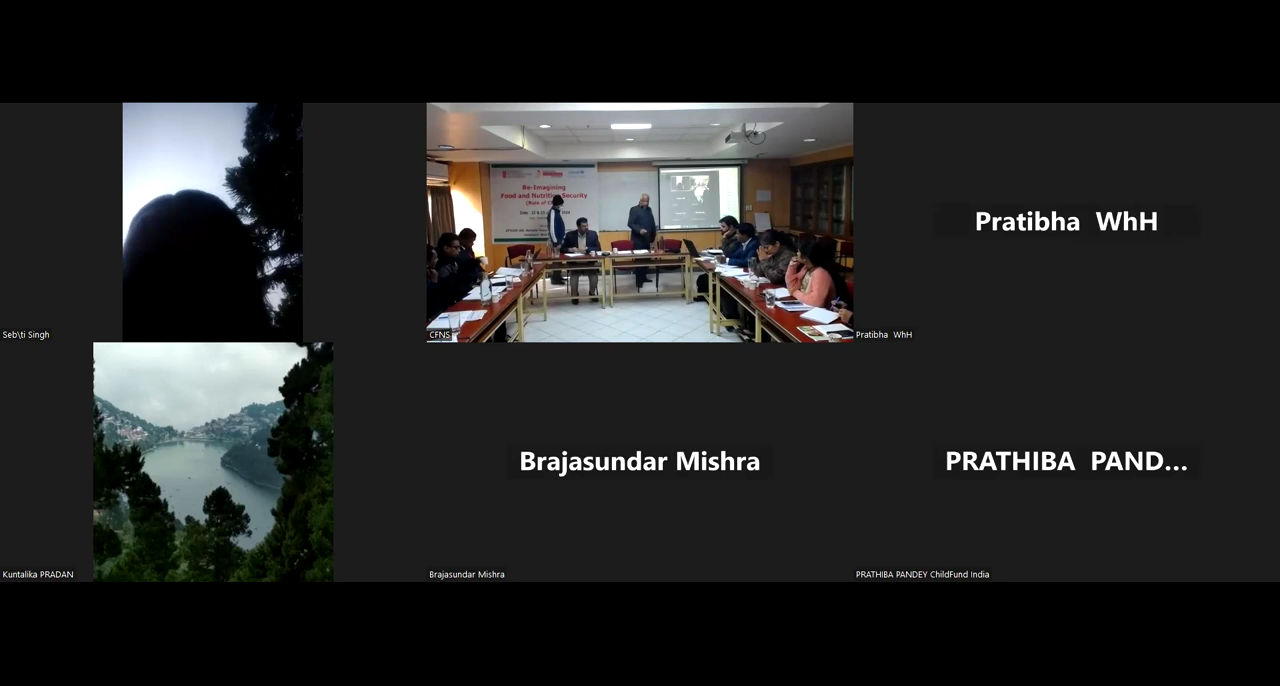 Re-Imagining
Food and Nutrition Security
Seb\ti Singh
CFNS
Pratibha WhH
Pratibha WhH
Kuntalika PRADAN
Brajasundar Mishra
Brajasundar Mishra
PRATHIBA PAND...
PRATHIBA PANDEY ChildFund India